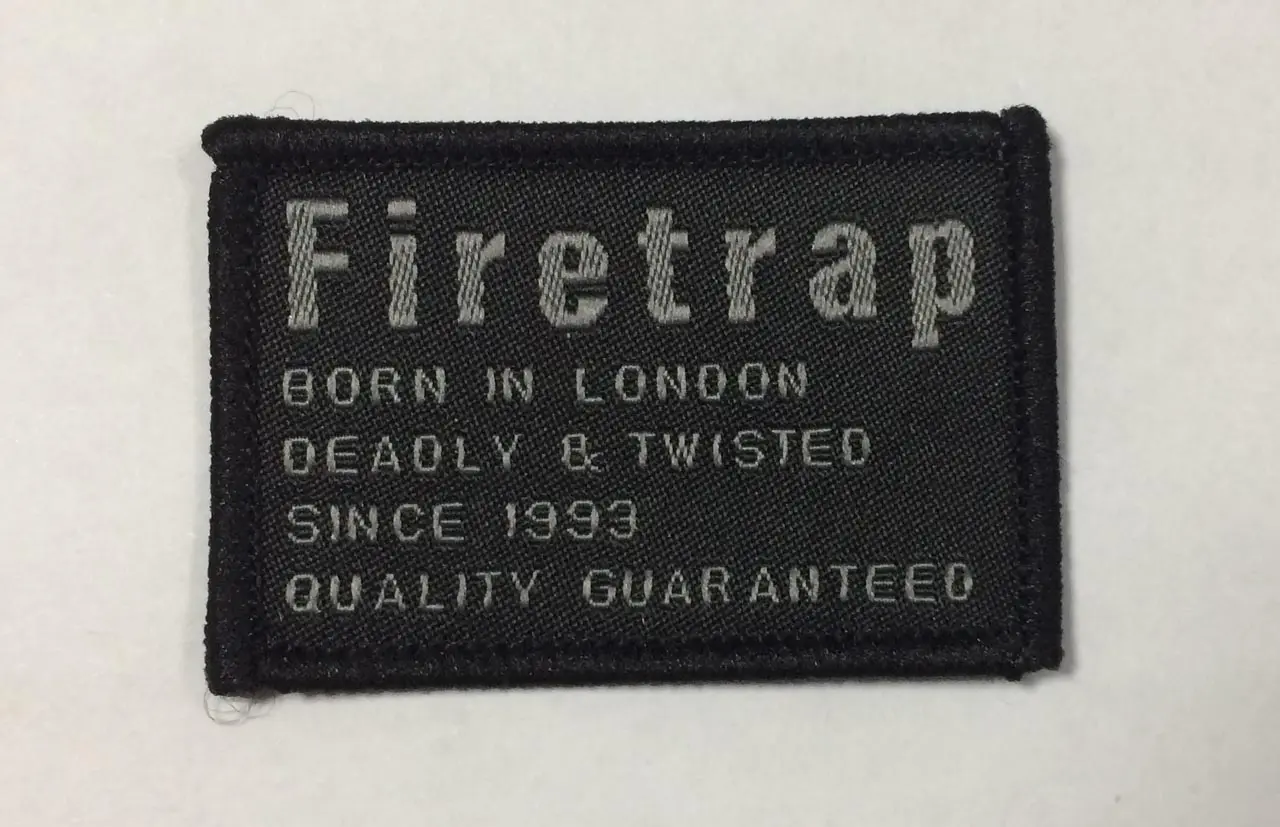 Firetrap
BORN IN LONDON
DEADLY & TWISTED
SINCE 1993
QUALITY GUARANTEED